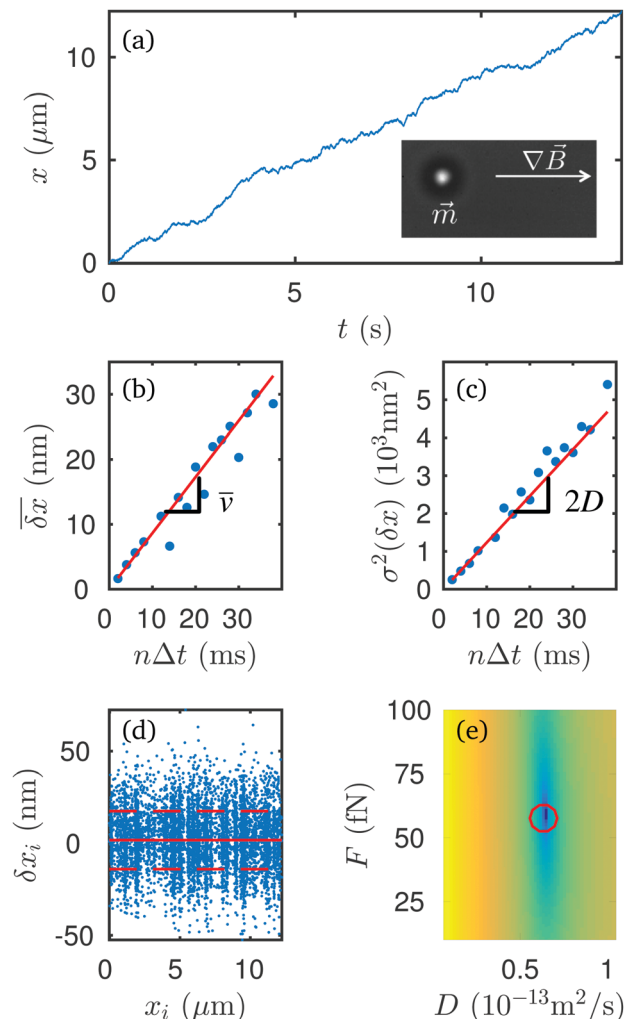 (a)
10
5
0
x (μm)
∇B⃗
m⃗
0 5 10
t (s)
(b)
30
20
10
0
δx̅ (nm)
v̅
0 10 20 30
nΔt (ms)
(c)
5
4
3
2
1
0
σ²(δx) (10³nm²)
2D
0 10 20 30
nΔt (ms)
(d)
50
0
-50
δxᵢ (nm)
0 5 10
xᵢ (μm)
(e)
100
75
50
25
F (fN)
0.5 1
D (10⁻¹³m²/s)